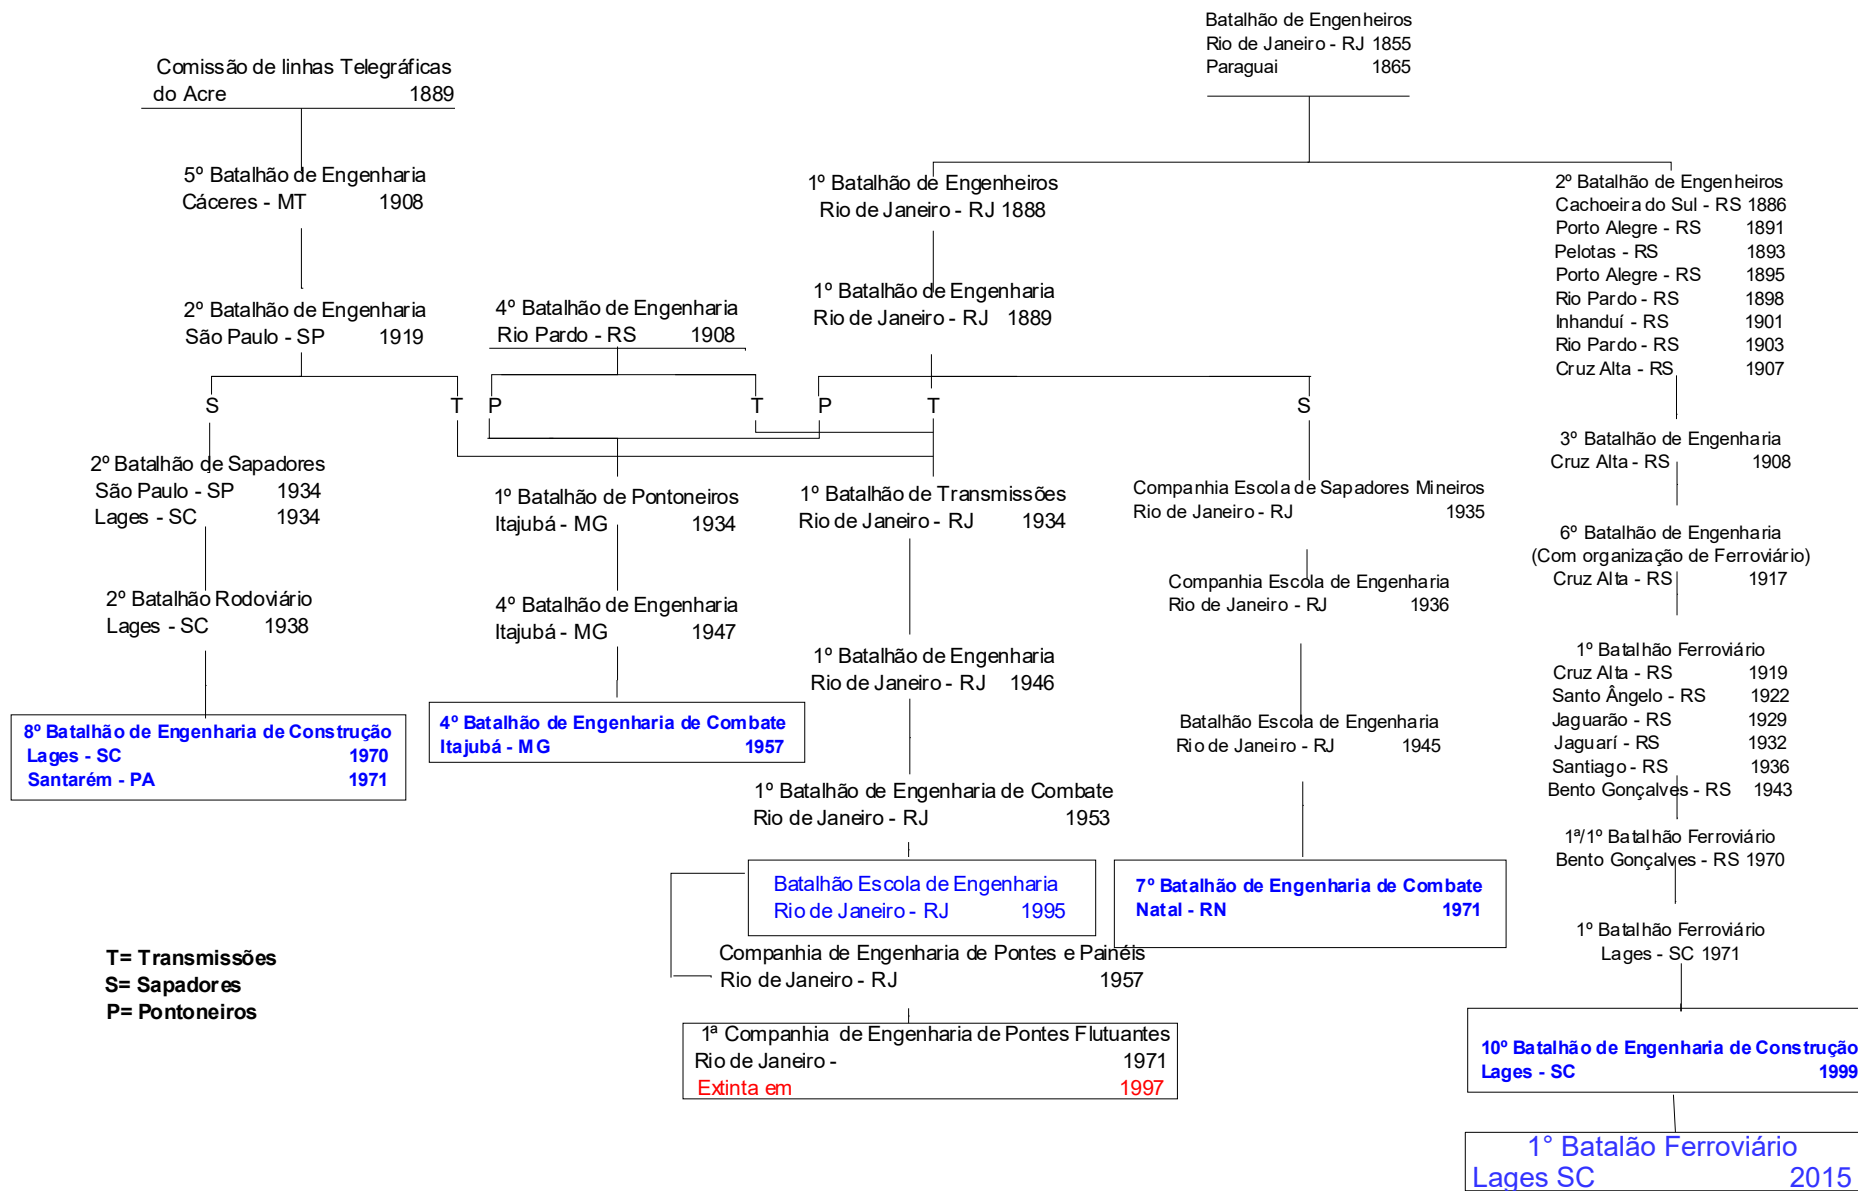 Batalhão de Engenheiros
Rio de Janeiro - RJ 1855
Paraguai 1865
Comissão de linhas Telegráficas
do Acre 1889
5º Batalhão de Engenharia
Cáceres - MT 1908
1º Batalhão de Engenheiros
Rio de Janeiro - RJ 1888
2º Batalhão de Engenheiros
Cachoeira do Sul - RS 1886
Porto Alegre - RS 1891
Pelotas - RS 1893
Porto Alegre - RS 1895
Rio Pardo - RS 1898
Inhanduí - RS 1901
Rio Pardo - RS 1903
Cruz Alta - RS 1907
2º Batalhão de Engenharia
São Paulo - SP 1919
4º Batalhão de Engenharia
Rio Pardo - RS 1908
1º Batalhão de Engenharia
Rio de Janeiro - RJ 1889
S T P T P T S
2º Batalhão de Sapadores
São Paulo - SP 1934
Lages - SC 1934
1º Batalhão de Pontoneiros
Itajubá - MG 1934
1º Batalhão de Transmissões
Rio de Janeiro - RJ 1934
Companhia Escola de Sapadores Mineiros
Rio de Janeiro - RJ 1935
3º Batalhão de Engenharia
Cruz Alta - RS 1908
6º Batalhão de Engenharia
(Com organização de Ferroviário)
Cruz Alta - RS 1917
2º Batalhão Rodoviário
Lages - SC 1938
4º Batalhão de Engenharia
Itajubá - MG 1947
1º Batalhão de Engenharia
Rio de Janeiro - RJ 1946
Companhia Escola de Engenharia
Rio de Janeiro - RJ 1936
1º Batalhão Ferroviário
Cruz Alta - RS 1919
Santo Ângelo - RS 1922
Jaguarão - RS 1929
Jaguarí - RS 1932
Santiago - RS 1936
Bento Gonçalves - RS 1943
8º Batalhão de Engenharia de Construção
Lages - SC 1970
Santarém - PA 1971
4º Batalhão de Engenharia de Combate
Itajubá - MG 1957
Batalhão Escola de Engenharia
Rio de Janeiro - RJ 1945
1º Batalhão de Engenharia de Combate
Rio de Janeiro - RJ 1953
1ª/1º Batalhão Ferroviário
Bento Gonçalves - RS 1970
Batalhão Escola de Engenharia
Rio de Janeiro - RJ 1995
7º Batalhão de Engenharia de Combate
Natal - RN 1971
1º Batalhão Ferroviário
Lages - SC 1971
Companhia de Engenharia de Pontes e Painéis
Rio de Janeiro - RJ 1957
T= Transmissões
S= Sapadores
P= Pontoneiros
1ª Companhia de Engenharia de Pontes Flutuantes
Rio de Janeiro - 1971
Extinta em 1997
10º Batalhão de Engenharia de Construção
Lages - SC 1999
1° Batalão Ferroviário
Lages SC 2015